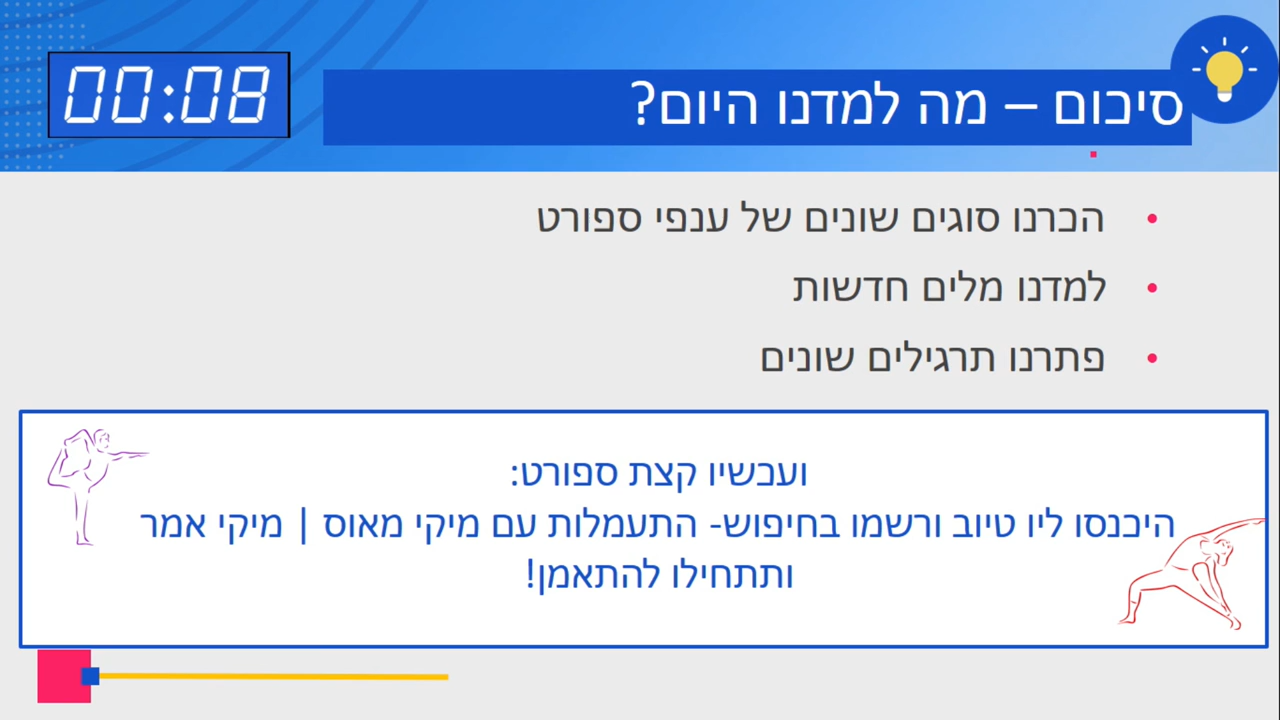 00:08
סיכום – מה למדנו היום?
הכרנו סוגים שונים של ענפי ספורט
למדנו מלים חדשות
פתרנו תרגילים שונים
ועכשיו קצת ספורט:
היכנסו ליו טיוב ורשמו בחיפוש- התעמלות עם מיקי מאוס | מיקי אמר
ותתחילו להתאמן!